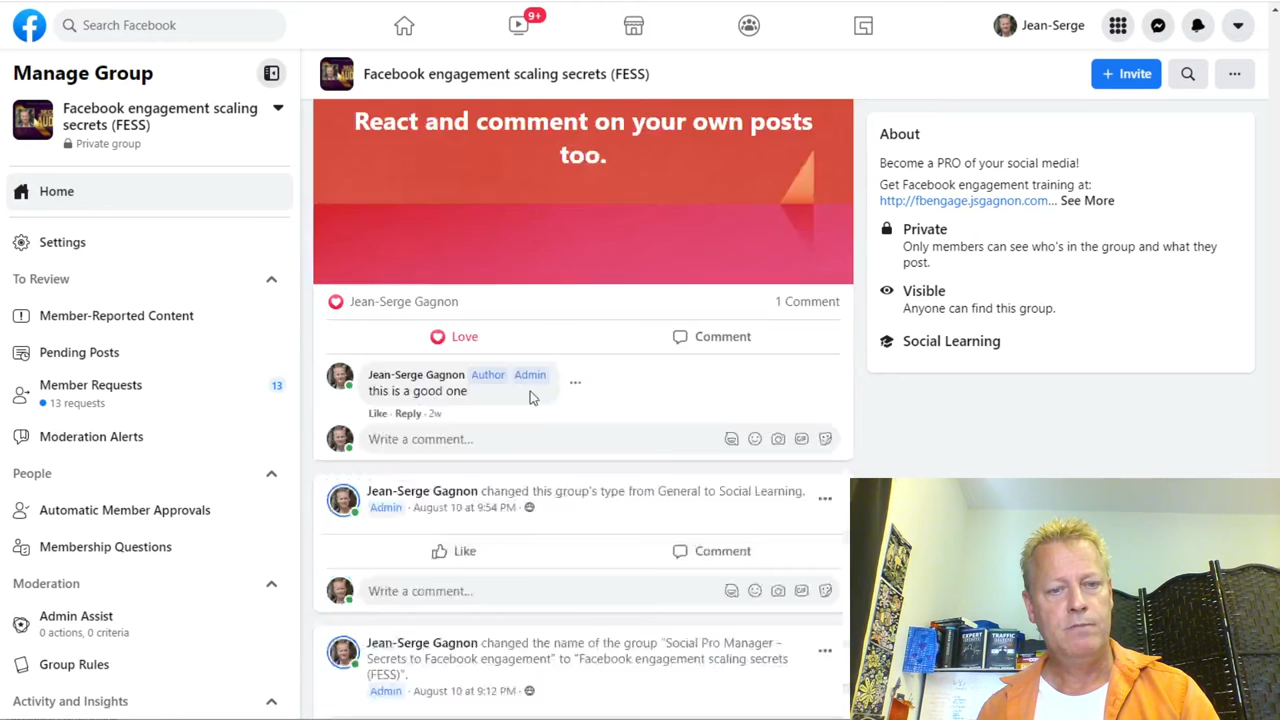 Search Facebook
9+
Jean-Serge
Manage Group
Facebook engagement scaling secrets (FESS)
+ Invite
Facebook engagement scaling
secrets (FESS)
Private group
Home
Settings
To Review
Member-Reported Content
Pending Posts
Member Requests
13
13 requests
Moderation Alerts
People
Automatic Member Approvals
Membership Questions
Moderation
Admin Assist
0 actions, 0 criteria
Group Rules
Activity and Insights
React and comment on your own posts
too.
Jean-Serge Gagnon
1 Comment
Love
Comment
Jean-Serge Gagnon Author Admin
this is a good one
Like · Reply · 2w
Write a comment...
Jean-Serge Gagnon changed this group's type from General to Social Learning.
Admin · August 10 at 9:54 PM ·
Like
Comment
Write a comment...
Jean-Serge Gagnon changed the name of the group "Social Pro Manager -
Secrets to Facebook engagement" to "Facebook engagement scaling secrets
(FESS)".
Admin · August 10 at 9:12 PM ·
About
Become a PRO of your social media!
Get Facebook engagement training at:
http://fbengage.jsgagnon.com... See More
Private
Only members can see who's in the group and what they
post.
Visible
Anyone can find this group.
Social Learning
EXPERT
SECRETS
TRAFFIC
SECRETS